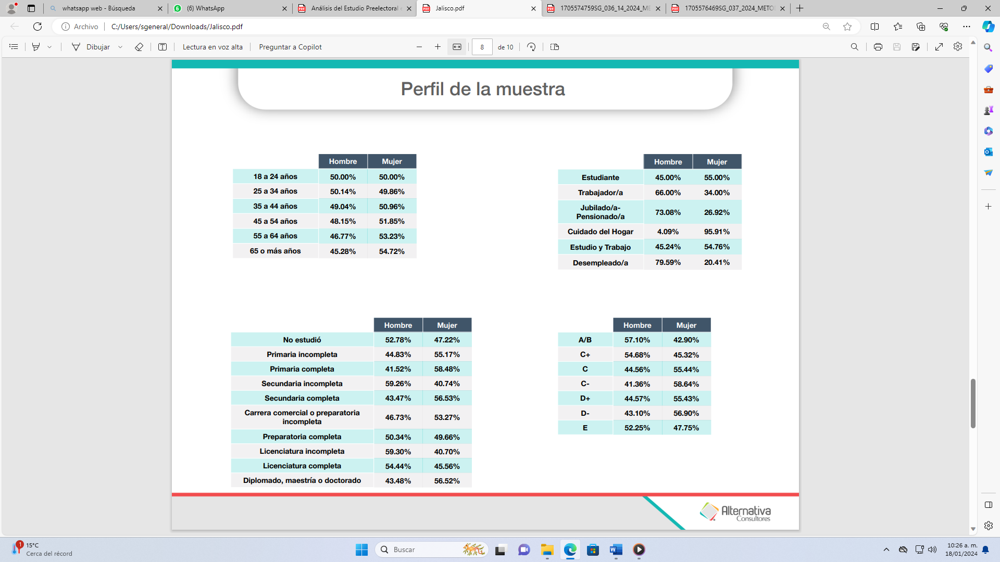 whatsapp web - Búsqueda
(6) WhatsApp
Análisis del Estudio Preelectoral
Jalisco.pdf
1705574759SG_036_14_2024_ME
1705576469SG_037_2024_METO
Archivo C:/Users/sgeneral/Downloads/Jalisco.pdf
Dibujar Lectura en voz alta Preguntar a Copilot 8 de 10
Perfil de la muestra
Hombre Mujer
18 a 24 años 50.00% 50.00%
25 a 34 años 50.14% 49.86%
35 a 44 años 49.04% 50.96%
45 a 54 años 48.15% 51.85%
55 a 64 años 46.77% 53.23%
65 o más años 45.28% 54.72%
Hombre Mujer
Estudiante 45.00% 55.00%
Trabajador/a 66.00% 34.00%
Jubilado/a-
Pensionado/a 73.08% 26.92%
Cuidado del Hogar 4.09% 95.91%
Estudio y Trabajo 45.24% 54.76%
Desempleado/a 79.59% 20.41%
Hombre Mujer
No estudió 52.78% 47.22%
Primaria incompleta 44.83% 55.17%
Primaria completa 41.52% 58.48%
Secundaria incompleta 59.26% 40.74%
Secundaria completa 43.47% 56.53%
Carrera comercial o preparatoria
incompleta 46.73% 53.27%
Preparatoria completa 50.34% 49.66%
Licenciatura incompleta 59.30% 40.70%
Licenciatura completa 54.44% 45.56%
Diplomado, maestría o doctorado 43.48% 56.52%
Hombre Mujer
A/B 57.10% 42.90%
C+ 54.68% 45.32%
C 44.56% 55.44%
C- 41.36% 58.64%
D+ 44.57% 55.43%
D- 43.10% 56.90%
E 52.25% 47.75%
Alternativa
Consultores
1
15°C
Cerca del récord
Buscar
10:26 a. m.
18/01/2024